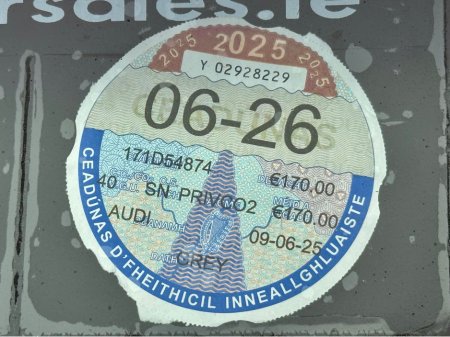 rsales.ie
2025 2025 2025
Y 02928229
06-26
171D54874 €170,00
40 SN PRIVCO2 €170.00
AUDI 09-06-25
GREY
CEADUNAS D'FHEITHICIL INNEALLGHLUAISTE